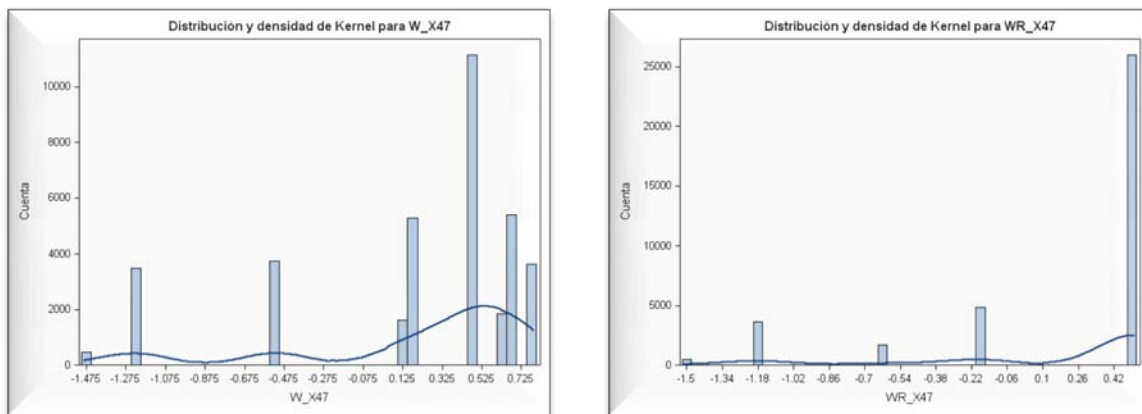 Distribución y densidad de Kernel para W_X47
Cuenta
10000
8000
6000
4000
2000
0
-1.475 -1.275 -1.075 -0.875 -0.675 -0.475 -0.275 -0.075 0.125 0.325 0.525 0.725
W_X47
Distribución y densidad de Kernel para WR_X47
Cuenta
25000
20000
15000
10000
5000
0
-1.5 -1.34 -1.18 -1.02 -0.86 -0.7 -0.54 -0.38 -0.22 -0.06 0.1 0.26 0.42
WR_X47